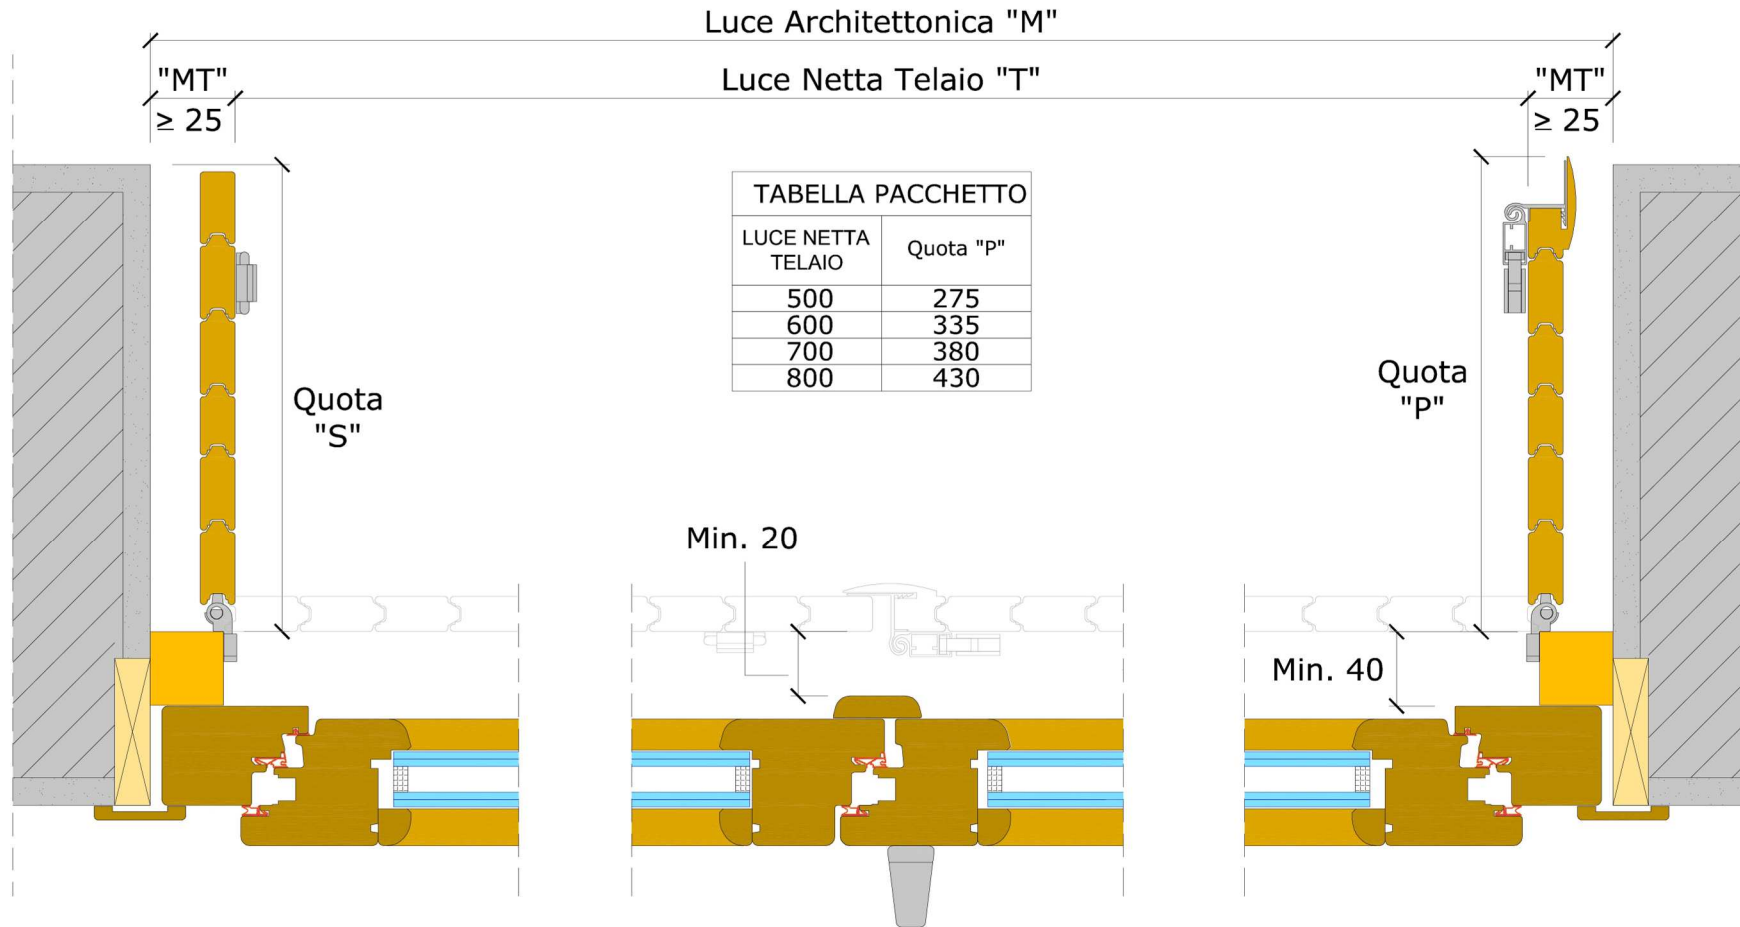 Luce Architettonica "M"
"MT"
Luce Netta Telaio "T"
"MT"
≥ 25
≥ 25
TABELLA PACCHETTO
LUCE NETTA
TELAIO
Quota "P"
500 275
600 335
700 380
800 430
Quota
"S"
Quota
"P"
Min. 20
Min. 40